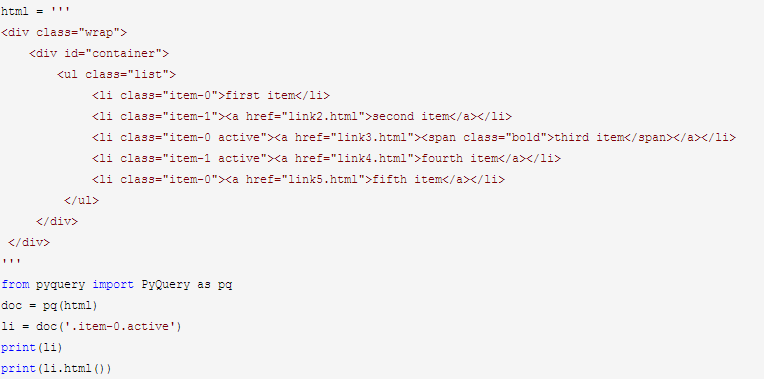 html = '''
<div class="wrap">
    <div id="container">
        <ul class="list">
             <li class="item-0">first item</li>
             <li class="item-1"><a href="link2.html">second item</a></li>
             <li class="item-0 active"><a href="link3.html"><span class="bold">third item</span></a></li>
             <li class="item-1 active"><a href="link4.html">fourth item</a></li>
             <li class="item-0"><a href="link5.html">fifth item</a></li>
         </ul>
     </div>
 </div>
'''
from pyquery import PyQuery as pq
doc = pq(html)
li = doc('.item-0.active')
print(li)
print(li.html())